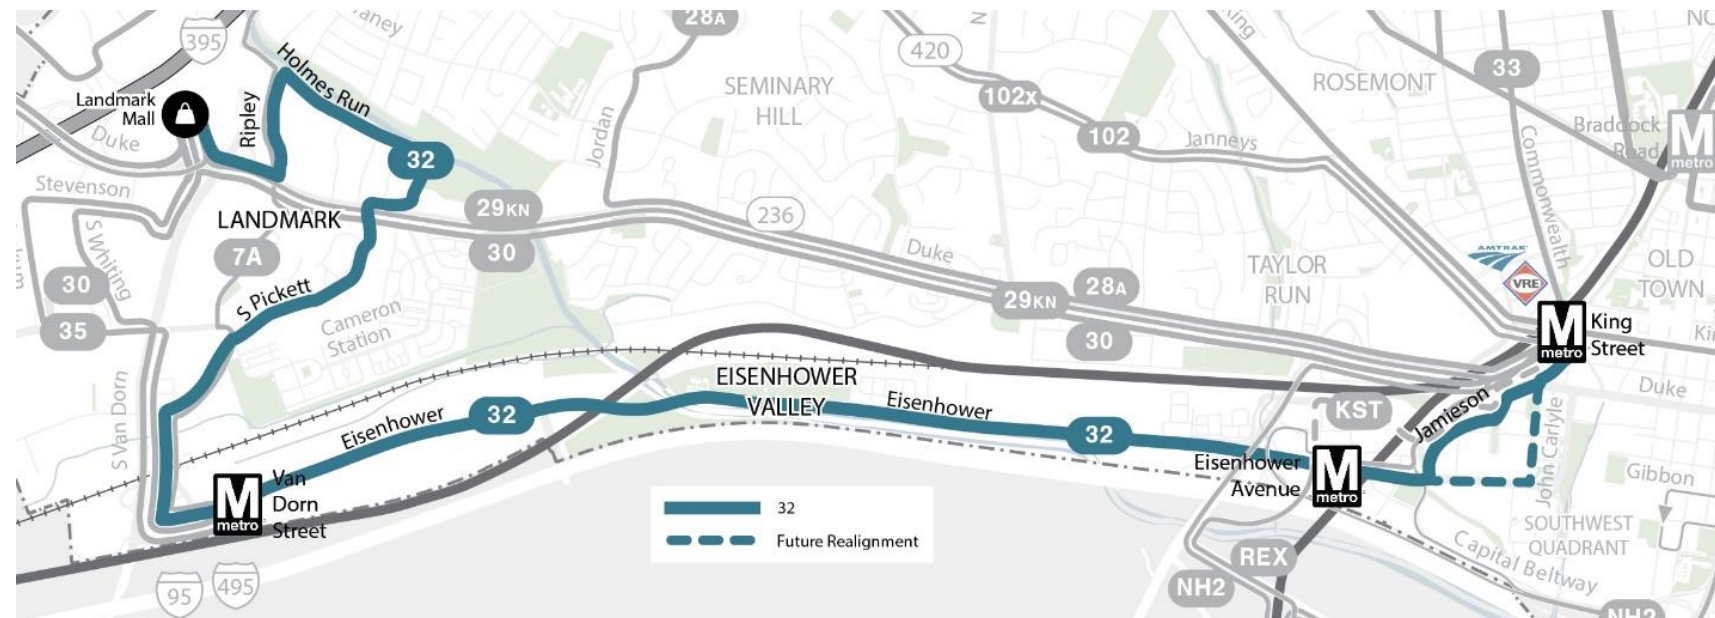 28A
NC
395
Holmes Run
N
420
King
33
SEMINARY
HILL
ROSEMONT
Landmark
Mall
Ripley
102x
Duke
Jordan
102
Janneys
Commonwealth
Braddock
Road
M
metro
32
Stevenson
LANDMARK
29KN
236
30
Duke
S Whiting
7A
AMTRAK
VRE
TAYLOR
RUN
OLD
TOWN
30
S Pickett
28A
29KN
35
Cameron
Station
30
M
metro
King
Street
EISENHOWER
VALLEY
Duke
S Van Dorn
Eisenhower
32
Eisenhower
32
KST
Jamieson
John Carlyle
M
metro
Van
Dorn
Street
Eisenhower
Avenue
M
metro
Gibbon
32
Future Realignment
SOUTHWEST
QUADRANT
Capital Beltway
REX
95
495
NH2
NH2